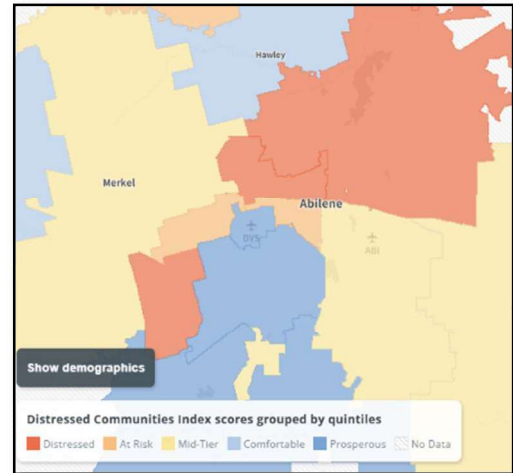 Hawley
Merkel
Abilene
DYS
ABI
Show demographics
Distressed Communities Index scores grouped by quintiles
Distressed At Risk Mid-Tier Comfortable Prosperous No Data